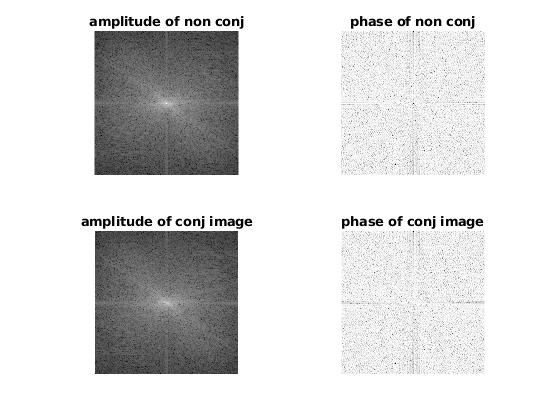 amplitude of non conj
phase of non conj
amplitude of conj image
phase of conj image